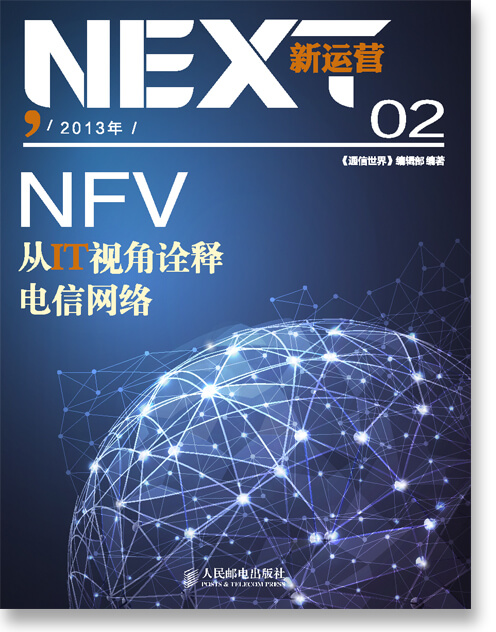 NEXT
新运营
, / 2013年 /
02
《通信世界》编辑部 编著
NFV
从IT视角诠释
电信网络
人民邮电出版社
POSTS & TELECOM PRESS